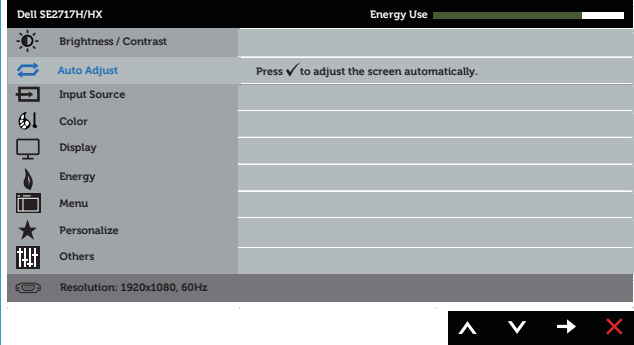 Dell SE2717H/HX
Energy Use
Brightness / Contrast
Auto Adjust
Press ✓ to adjust the screen automatically.
Input Source
Color
Display
Energy
Menu
Personalize
Others
Resolution: 1920x1080, 60Hz